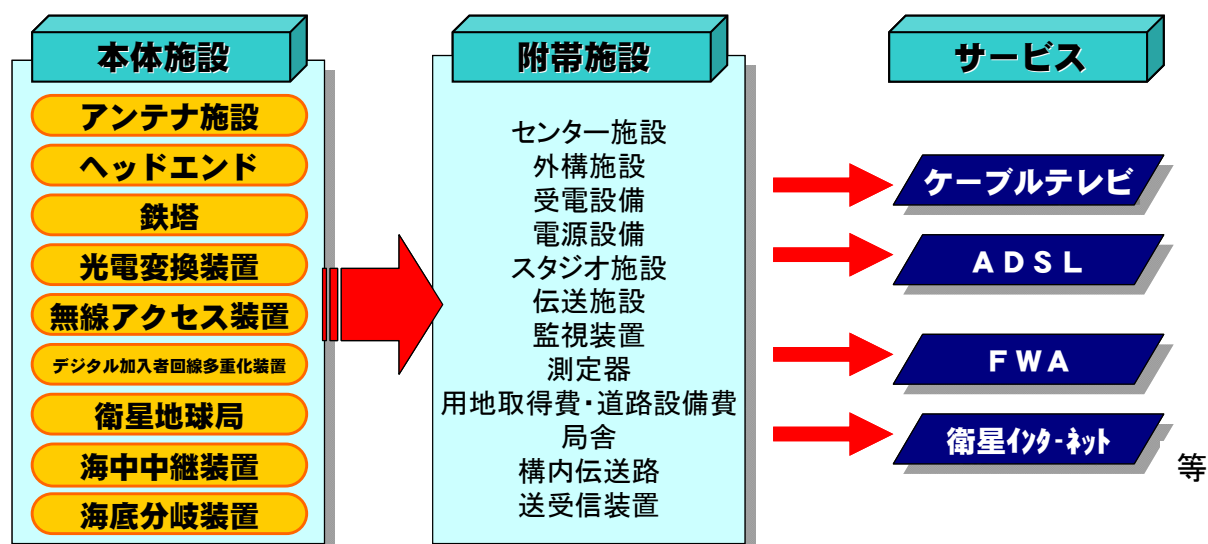 本体施設
アンテナ施設
ヘッドエンド
鉄塔
光電変換装置
無線アクセス装置
デジタル加入者回線多重化装置
衛星地球局
海中中継装置
海底分岐装置
附帯施設
センター施設
外構施設
受電設備
電源設備
スタジオ施設
伝送施設
監視装置
測定器
用地取得費・道路設備費
局舎
構内伝送路
送受信装置
サービス
ケーブルテレビ
ＡＤＳＬ
ＦＷＡ
衛星ｲﾝﾀｰﾈｯﾄ
等